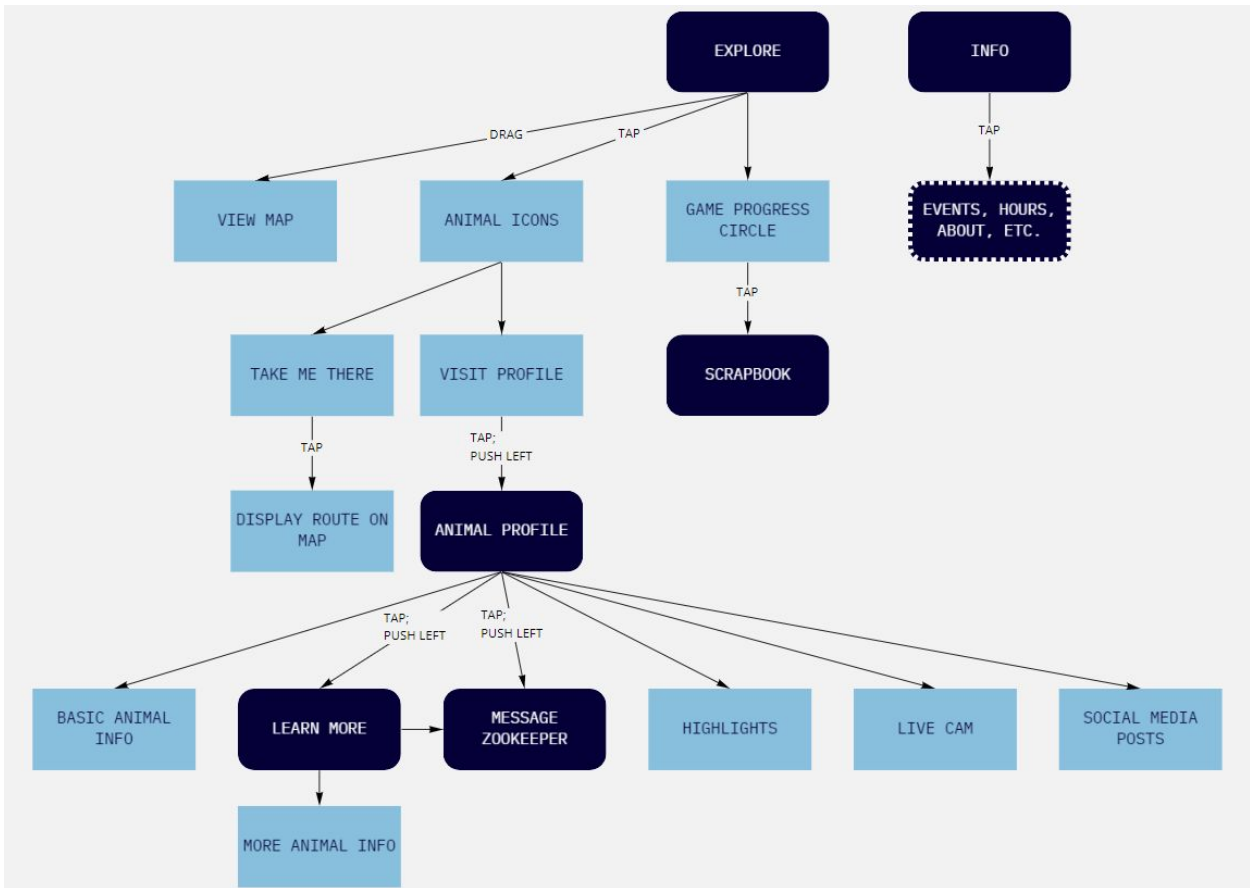 EXPLORE
INFO
DRAG
TAP
TAP
VIEW MAP
ANIMAL ICONS
GAME PROGRESS
CIRCLE
EVENTS, HOURS,
ABOUT, ETC.
TAP
TAKE ME THERE
VISIT PROFILE
SCRAPBOOK
TAP
TAP;
PUSH LEFT
DISPLAY ROUTE ON
MAP
ANIMAL PROFILE
TAP;
PUSH LEFT
TAP;
PUSH LEFT
BASIC ANIMAL
INFO
LEARN MORE
MESSAGE
ZOOKEEPER
HIGHLIGHTS
LIVE CAM
SOCIAL MEDIA
POSTS
MORE ANIMAL INFO